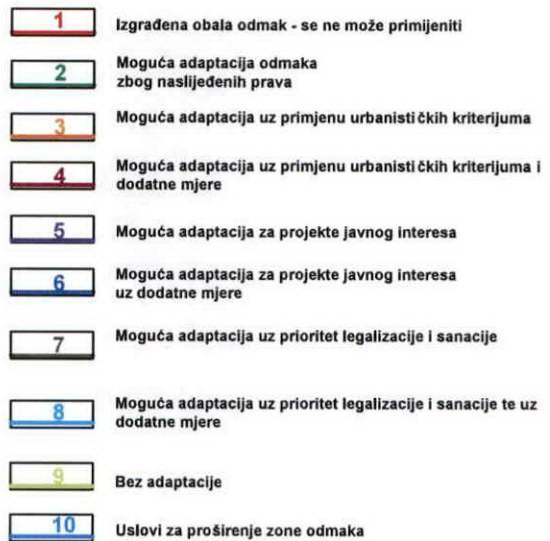 1 Izgrađena obala odmak - se ne može primijeniti
2 Moguća adaptacija odmaka
zbog naslijeđenih prava
3 Moguća adaptacija uz primjenu urbanističkih kriterijuma
4 Moguća adaptacija uz primjenu urbanističkih kriterijuma i
dodatne mjere
5 Moguća adaptacija za projekte javnog interesa
6 Moguća adaptacija za projekte javnog interesa
uz dodatne mjere
7 Moguća adaptacija uz prioritet legalizacije i sanacije
8 Moguća adaptacija uz prioritet legalizacije i sanacije te uz
dodatne mjere
9 Bez adaptacije
10 Uslovi za proširenje zone odmaka